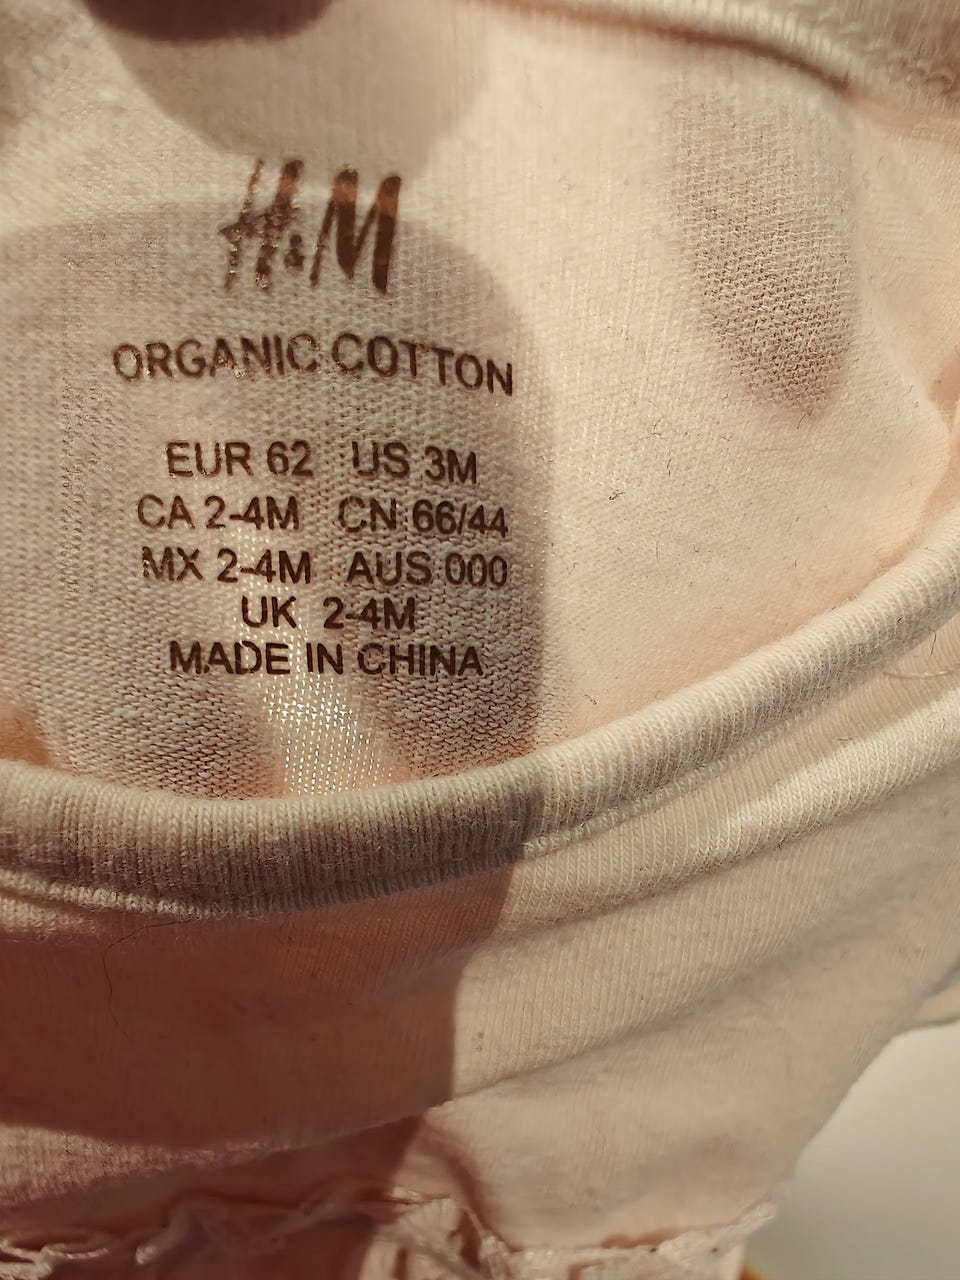 H&M
ORGANIC COTTON
EUR 62 US 3M
CA 2-4M CN 66/44
MX 2-4M AUS 000
UK 2-4M
MADE IN CHINA